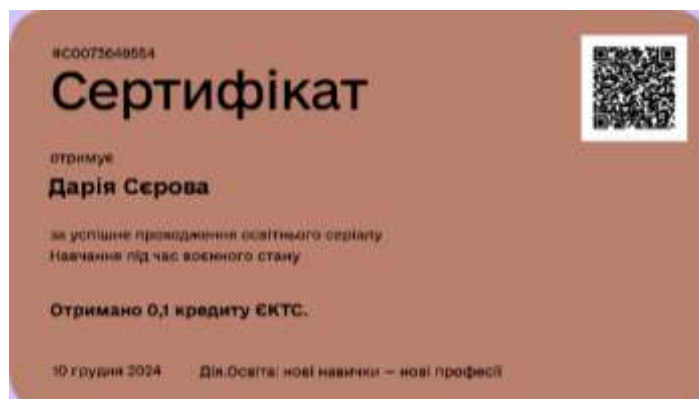 Сертифікат
отримує
Дарія Сєрова
за успішне проходження освітнього серіалу
Навчання під час воєнного стану
Отримано 0,1 кредиту ЄКТС.
10 грудня 2024
Дія.Освіта: нові навички — нові професії